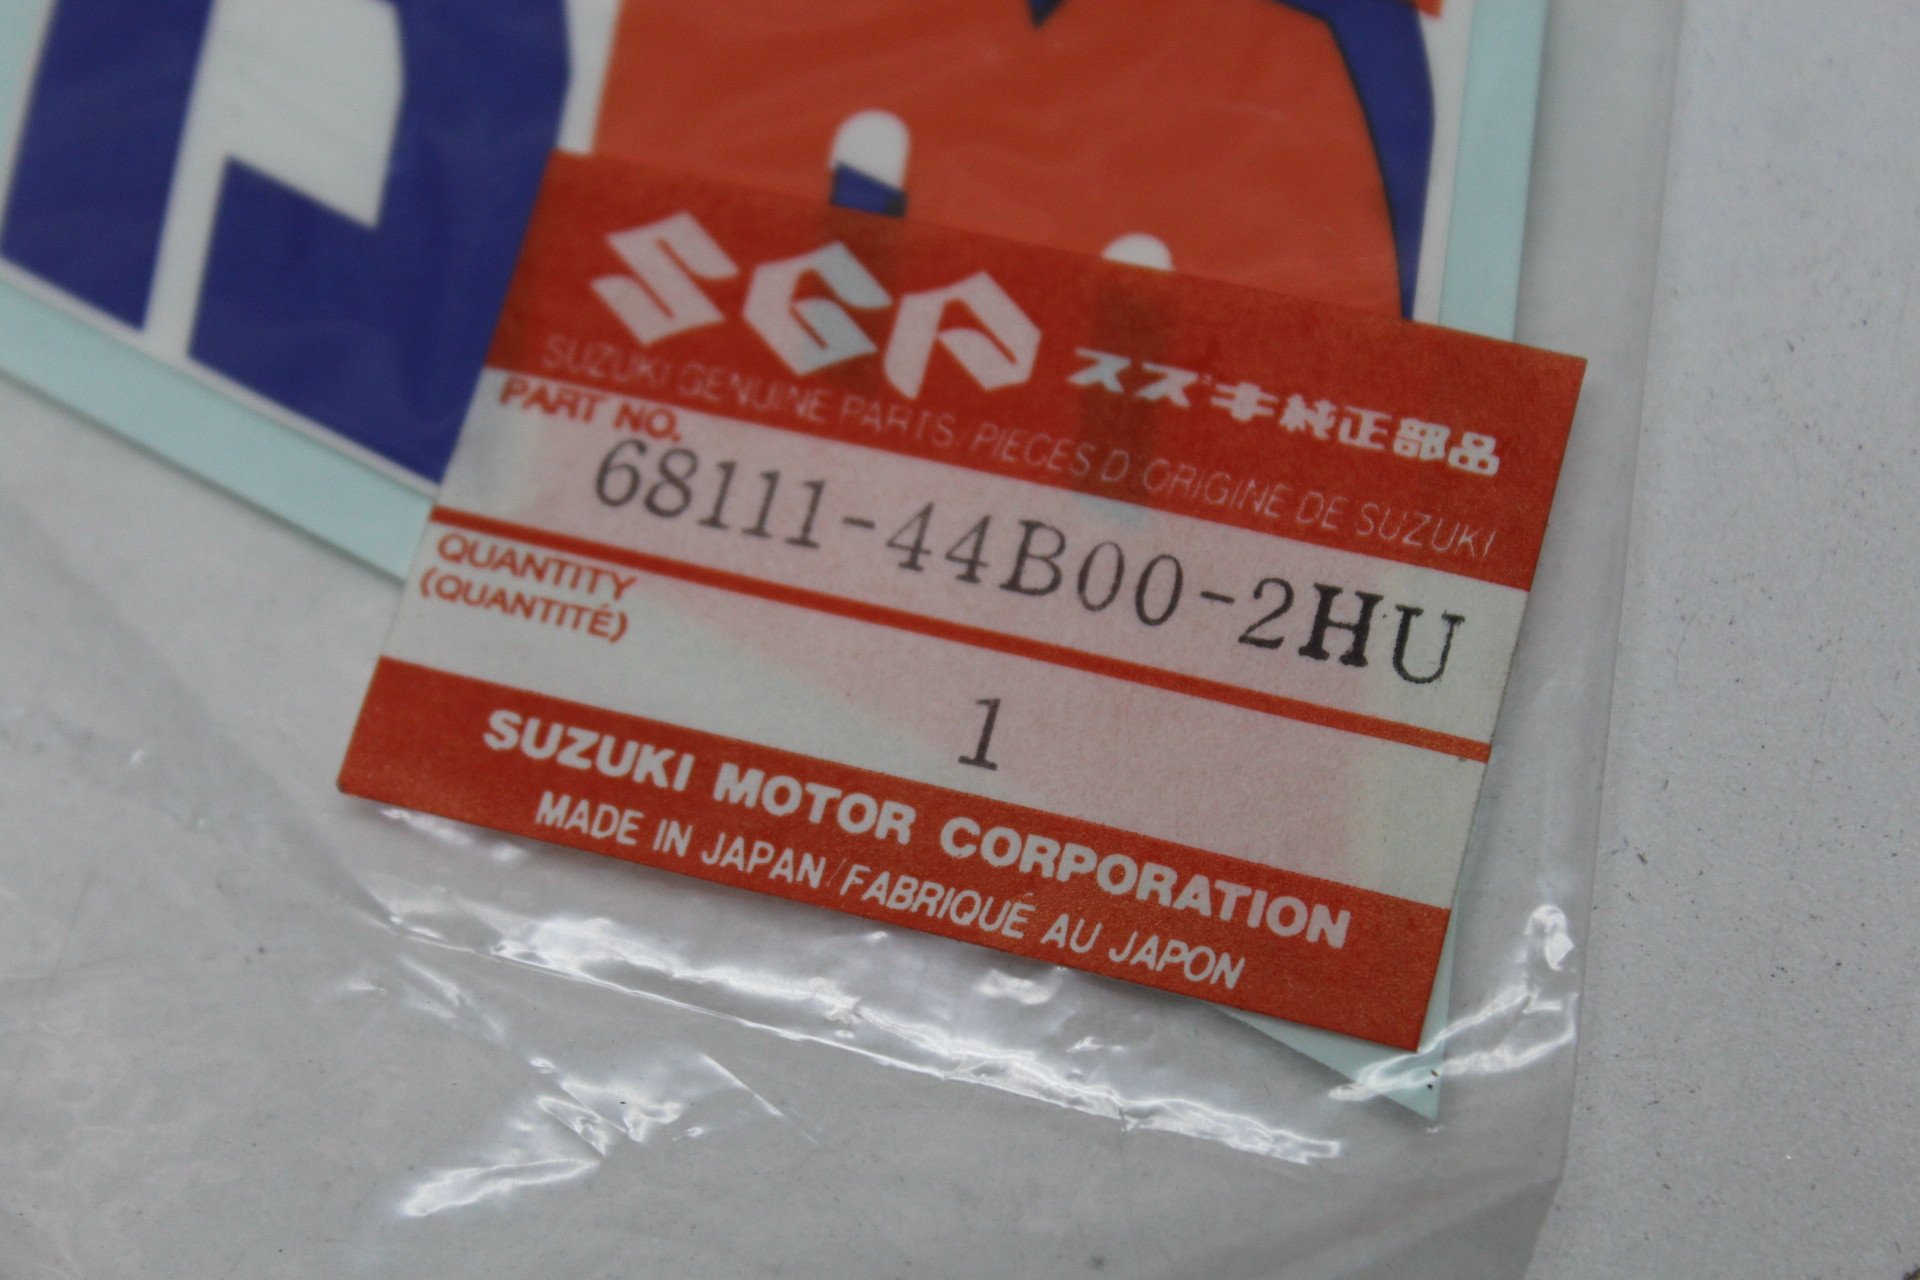 SGP スズキ純正部品
SUZUKI GENUINE PARTS PIECES D'ORIGINE DE SUZUKI
PART NO.
68111-44B00-2HU
QUANTITY
(QUANTITÉ)
1
SUZUKI MOTOR CORPORATION
MADE IN JAPAN/FABRIQUÉ AU JAPON